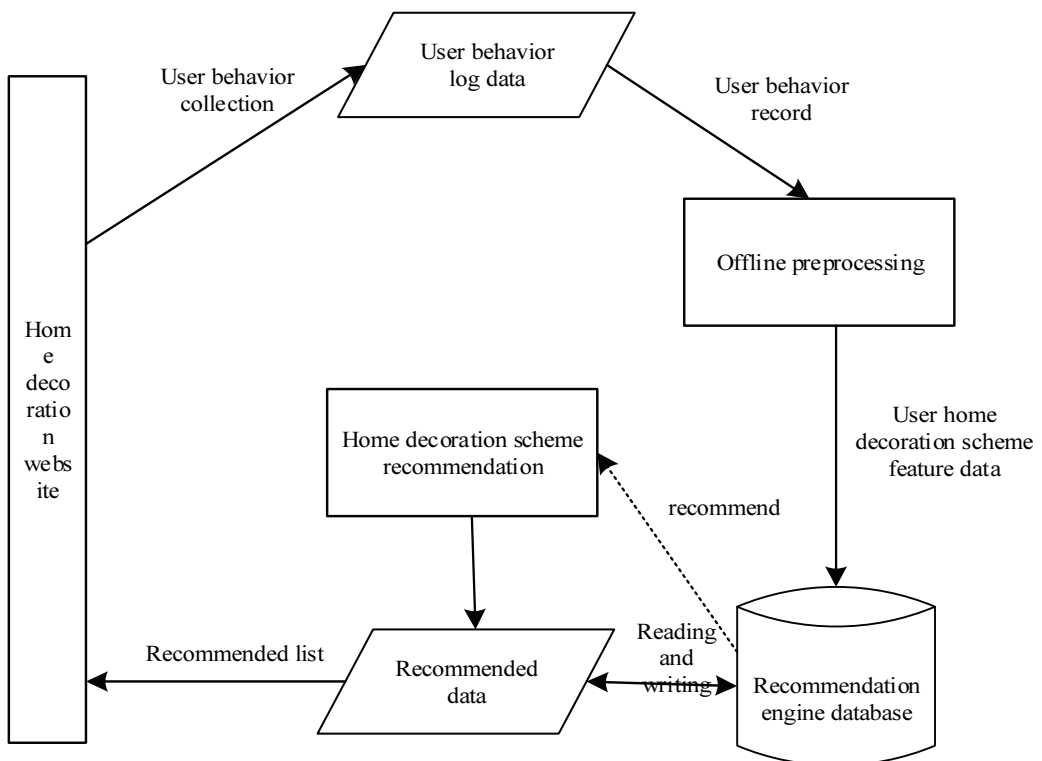 User behavior
log data
User behavior
collection
User behavior
record
Offline preprocessing
Hom
e
deco
ratio
n
webs
ite
Home decoration scheme
recommendation
User home
decoration scheme
feature data
recommend
Recommended list
Recommended
data
Reading
and
writing
Recommendation
engine database